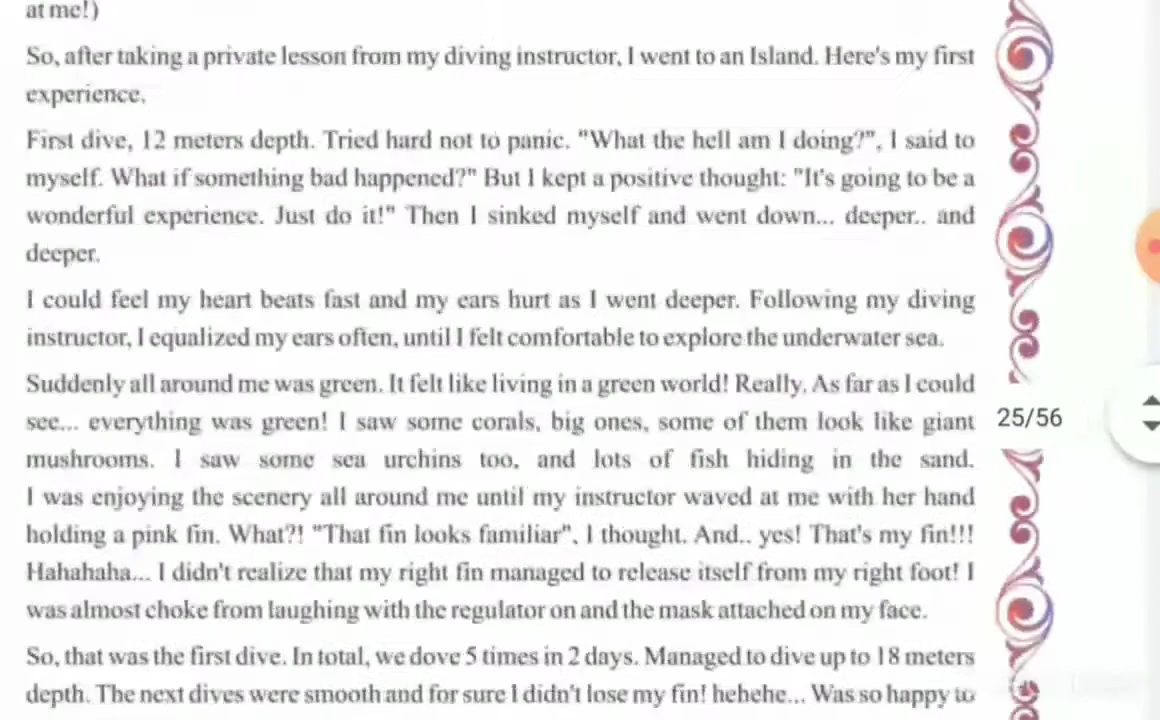 at me!)
So, after taking a private lesson from my diving instructor, I went to an Island. Here's my first
experience.
First dive, 12 meters depth. Tried hard not to panic. "What the hell am I doing?", I said to
myself. What if something bad happened?" But I kept a positive thought: "It's going to be a
wonderful experience. Just do it!" Then I sinked myself and went down... deeper.. and
deeper.
I could feel my heart beats fast and my ears hurt as I went deeper. Following my diving
instructor, I equalized my ears often, until I felt comfortable to explore the underwater sea.
Suddenly all around me was green. It felt like living in a green world! Really. As far as I could
see... everything was green! I saw some corals, big ones, some of them look like giant
25/56
mushrooms. I saw some sea urchins too, and lots of fish hiding in the sand.
I was enjoying the scenery all around me until my instructor waved at me with her hand
holding a pink fin. What?! "That fin looks familiar", I thought. And.. yes! That's my fin!!!
Hahahaha... I didn't realize that my right fin managed to release itself from my right foot! I
was almost choke from laughing with the regulator on and the mask attached on my face.
So, that was the first dive. In total, we dove 5 times in 2 days. Managed to dive up to 18 meters
depth. The next dives were smooth and for sure I didn't lose my fin! hehehe... Was so happy to